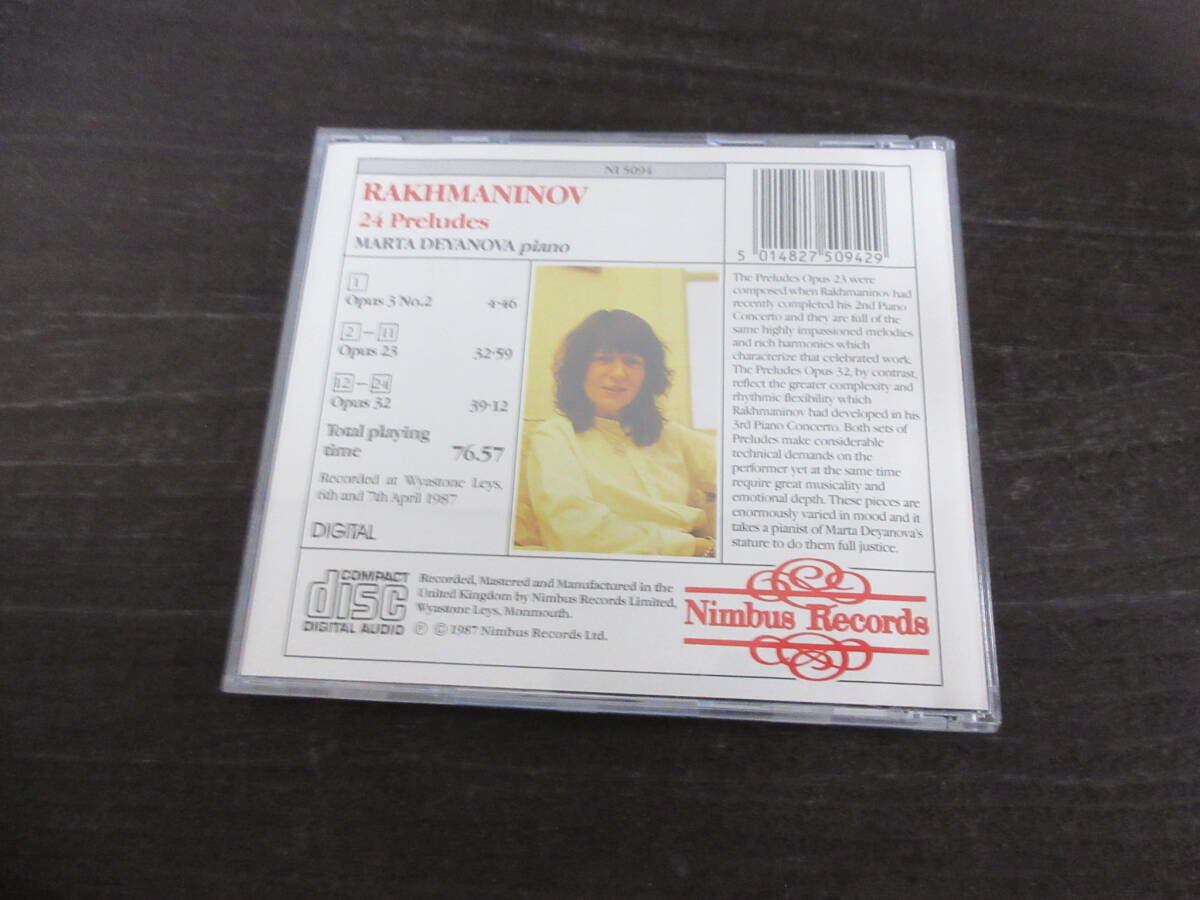 NI 5094
RAKHMANINOV
24 Preludes
MARTA DEYANOVA piano
1
Opus 3 No.2 4·46
2 – 11
Opus 23 32·59
12 – 24
Opus 32 39·12
Total playing
time 76.57
Recorded at Wyastone Leys,
6th and 7th April 1987
DIGITAL
5 014827 509429
The Preludes Opus 23 were
composed when Rakhmaninov had
recently completed his 2nd Piano
Concerto and they are full of the
same highly impassioned melodies
and rich harmonies which
characterize that celebrated work.
The Preludes Opus 32, by contrast,
reflect the greater complexity and
rhythmic flexibility which
Rakhmaninov had developed in his
3rd Piano Concerto. Both sets of
Preludes make considerable
technical demands on the
performer yet at the same time
require great musicality and
emotional depth. These pieces are
enormously varied in mood and it
takes a pianist of Marta Deyanova's
stature to do them full justice.
COMPACT
disc
DIGITAL AUDIO
Recorded, Mastered and Manufactured in the
United Kingdom by Nimbus Records Limited,
Wyastone Leys, Monmouth.
℗ © 1987 Nimbus Records Ltd.
Nimbus Records